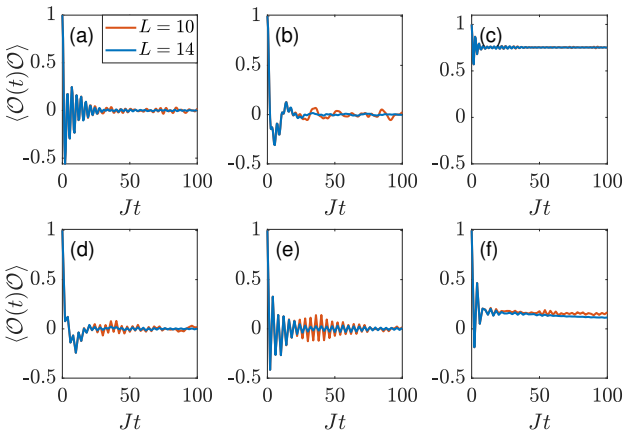 1 (a) L = 10 1 (b) 1 (c)
L = 14
0.5 0.5
⟨𝒪(t)𝒪⟩ 0 0 0
-0.5 -0.5 -0.5
0 50 100 0 50 100 0 50 100
Jt Jt Jt
1 (d) 1 (e) 1 (f)
0.5 0.5 0.5
⟨𝒪(t)𝒪⟩ 0 0 0
-0.5 -0.5 -0.5
0 50 100 0 50 100 0 50 100
Jt Jt Jt